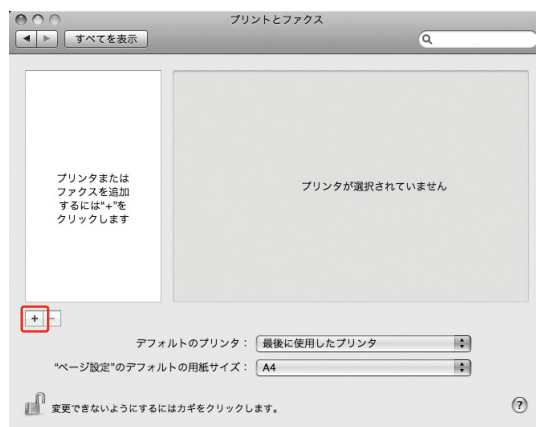 プリントとファクス
すべてを表示
プリンタまたは
ファクスを追加
するには"+"を
クリックします
プリンタが選択されていません
+ −
デフォルトのプリンタ： 最後に使用したプリンタ
"ページ設定"のデフォルトの用紙サイズ： A4
変更できないようにするにはカギをクリックします。
?